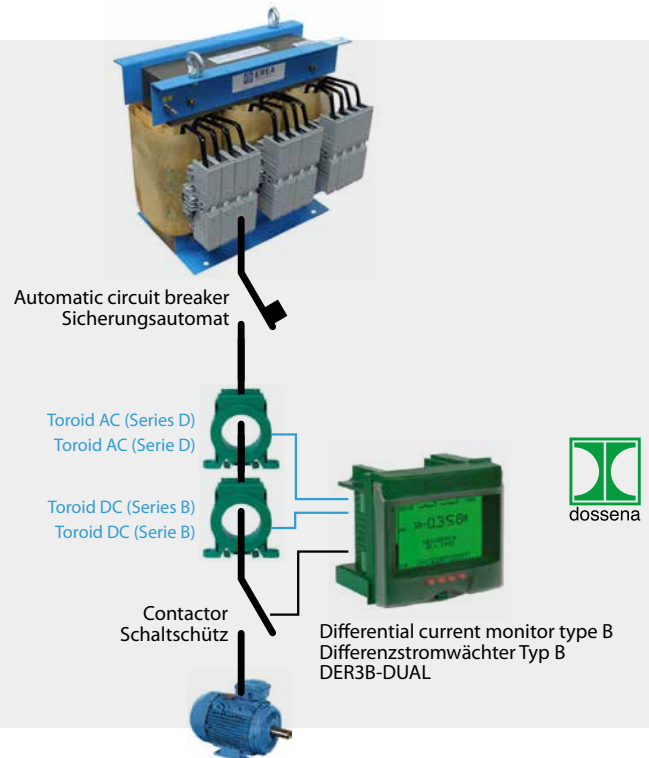 EREA
Automatic circuit breaker
Sicherungsautomat
Toroid AC (Series D)
Toroid AC (Serie D)
Toroid DC (Series B)
Toroid DC (Serie B)
dossena
Contactor
Schaltschütz
Differential current monitor type B
Differenzstromwächter Typ B
DER3B-DUAL